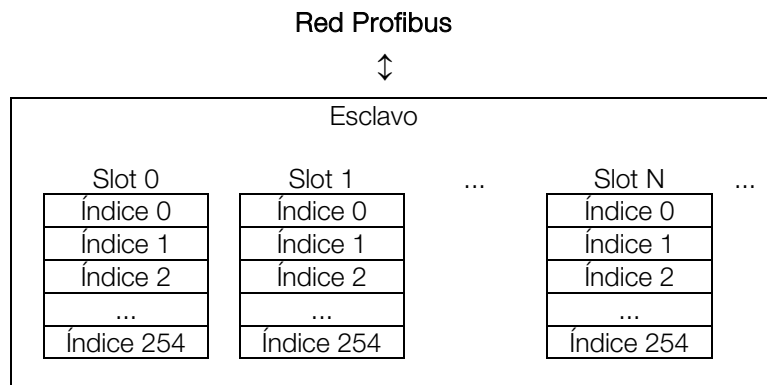 Red Profibus
↕
Esclavo
Slot 0 Slot 1 ... Slot N ...
Índice 0 Índice 0 Índice 0
Índice 1 Índice 1 Índice 1
Índice 2 Índice 2 Índice 2
... ... ...
Índice 254 Índice 254 Índice 254